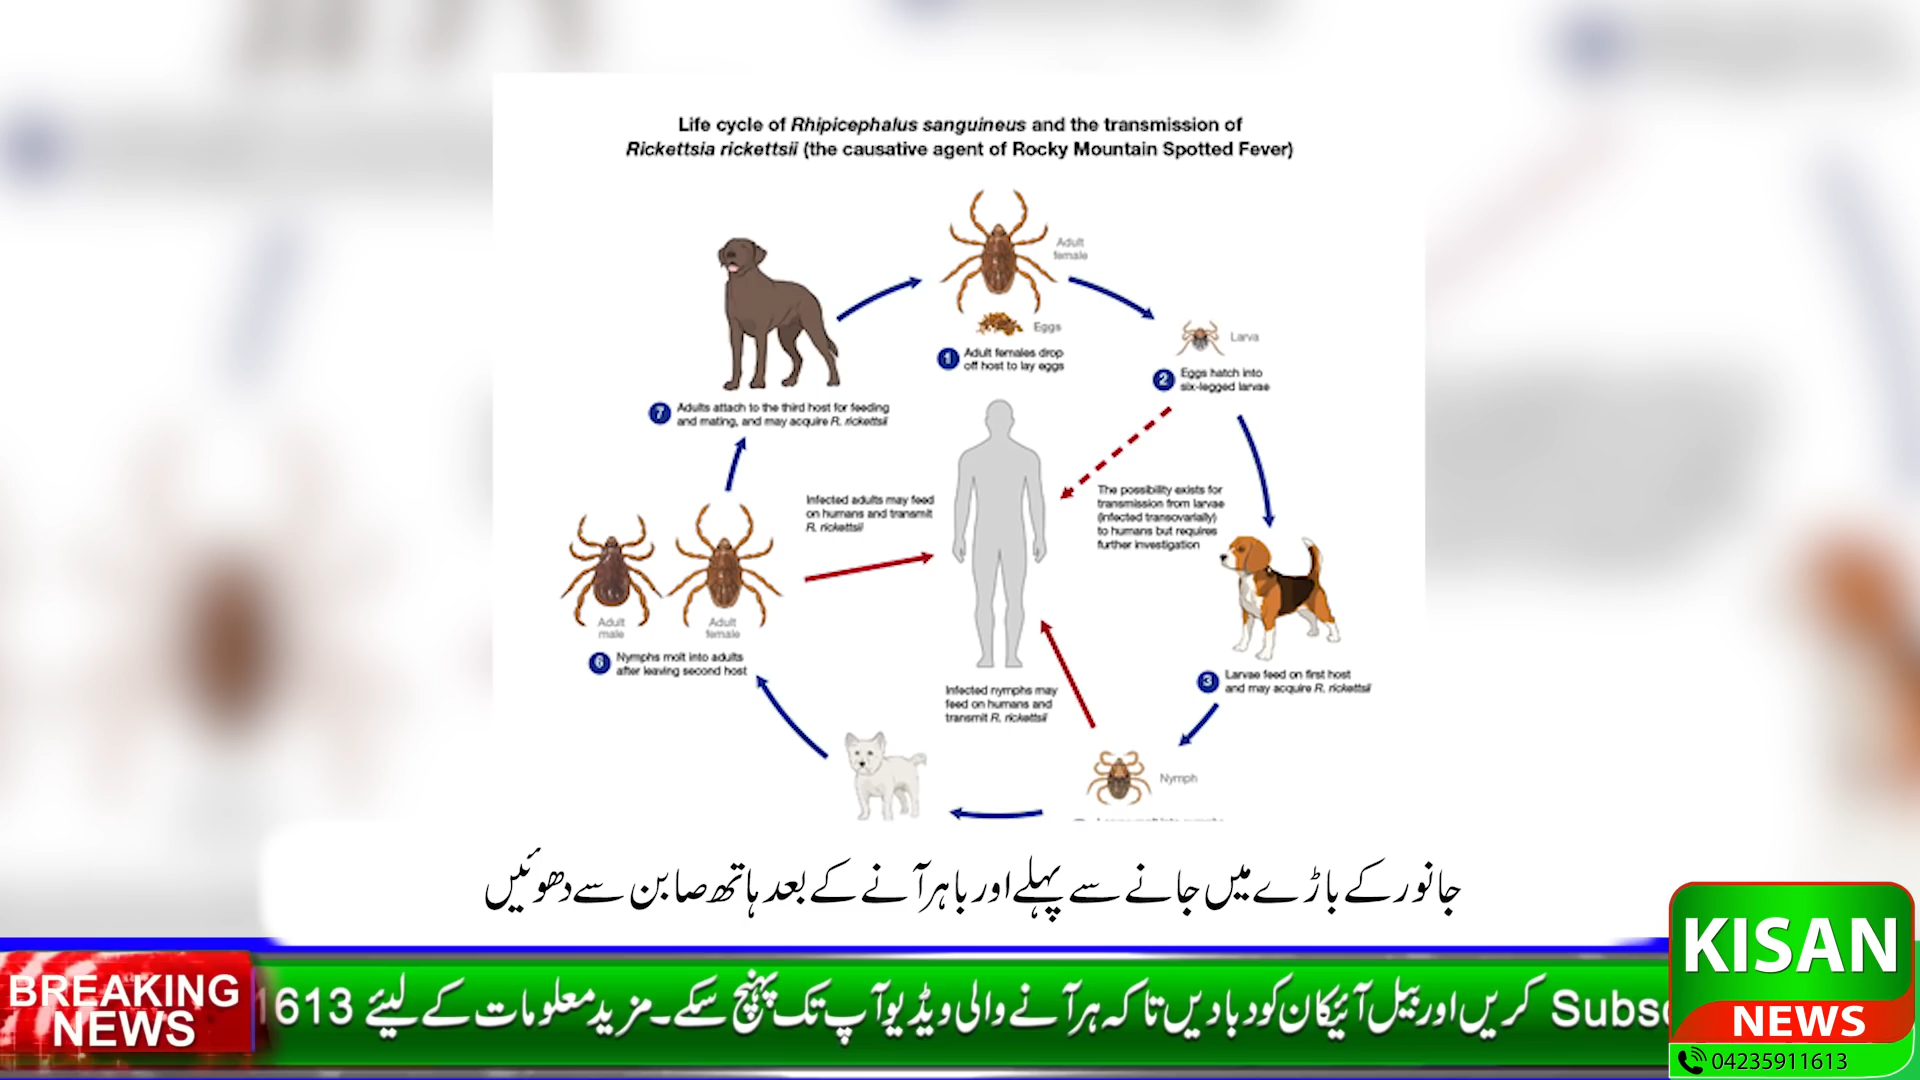 Life cycle of Rhipicephalus sanguineus and the transmission of
Rickettsia rickettsii (the causative agent of Rocky Mountain Spotted Fever)
Adult
female
Eggs
1 Adult females drop
off host to lay eggs
Larva
2 Eggs hatch into
six-legged larvae
7 Adults attach to the third host for feeding
and mating, and may acquire R. rickettsii
Infected adults may feed
on humans and transmit
R. rickettsii
The possibility exists for
transmission from larvae
(infected transovarially)
to humans but requires
further investigation
Adult
male
Adult
female
6 Nymphs molt into adults
after leaving second host
3 Larvae feed on first host
and may acquire R. rickettsii
Infected nymphs may
feed on humans and
transmit R. rickettsii
Nymph
جانور کے باڑے میں جانے سے پہلے اور باہر آنے کے بعد ہاتھ صابن سے دھوئیں
BREAKING
NEWS
Subsc کریں اور بیل آئیکان کو دبا دیں تاکہ ہر آنے والی ویڈیو آپ تک پہنچ سکے۔ مزید معلومات کے لیئے 1613
KISAN
NEWS
04235911613